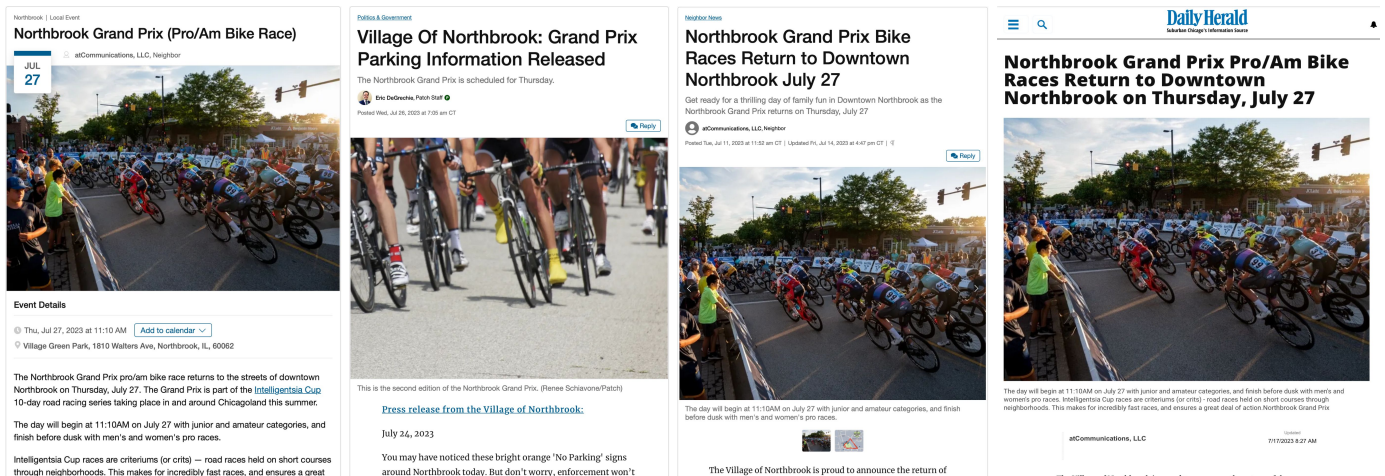 Northbrook | Local Event
Northbrook Grand Prix (Pro/Am Bike Race)
JUL
27
atCommunications, LLC, Neighbor
Event Details
Thu, Jul 27, 2023 at 11:10 AM
Add to calendar
Village Green Park, 1810 Walters Ave, Northbrook, IL, 60062
The Northbrook Grand Prix pro/am bike race returns to the streets of downtown
Northbrook on Thursday, July 27. The Grand Prix is part of the Intelligentsia Cup
10-day road racing series taking place in and around Chicagoland this summer.
The day will begin at 11:10AM on July 27 with junior and amateur categories, and
finish before dusk with men's and women's pro races.
Intelligentsia Cup races are criteriums (or crits) — road races held on short courses
through neighborhoods. This makes for incredibly fast races, and ensures a great
Politics & Government
Village Of Northbrook: Grand Prix
Parking Information Released
The Northbrook Grand Prix is scheduled for Thursday.
Eric DeGrechie, Patch Staff
Posted Wed, Jul 26, 2023 at 7:05 am CT
Reply
This is the second edition of the Northbrook Grand Prix. (Renee Schiavone/Patch)
Press release from the Village of Northbrook:
July 24, 2023
You may have noticed these bright orange 'No Parking' signs
around Northbrook today. But don't worry, enforcement won't
Neighbor News
Northbrook Grand Prix Bike
Races Return to Downtown
Northbrook July 27
Get ready for a thrilling day of family fun in Downtown Northbrook as the
Northbrook Grand Prix returns on Thursday, July 27
atCommunications, LLC, Neighbor
Posted Tue, Jul 11, 2023 at 11:52 am CT | Updated Fri, Jul 14, 2023 at 4:47 pm CT |
Reply
The day will begin at 11:10AM on July 27 with junior and amateur categories, and finish
before dusk with men's and women's pro races.
The Village of Northbrook is proud to announce the return of
Daily Herald
Suburban Chicago's Information Source
Northbrook Grand Prix Pro/Am Bike
Races Return to Downtown
Northbrook on Thursday, July 27
The day will begin at 11:10AM on July 27 with junior and amateur categories, and finish before dusk with men's and
women's pro races. Intelligentsia Cup races are criteriums (or crits) - road races held on short courses through
neighborhoods. This makes for incredibly fast races, and ensures a great deal of action.Northbrook Grand Prix
atCommunications, LLC
Updated
7/17/2023 8:27 AM